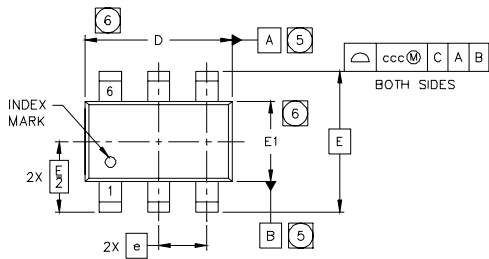 6
D
A 5
⌓ ccc Ⓜ C A B
BOTH SIDES
6
INDEX
MARK
E1
6
E
2X E/2
1
B 5
2X e